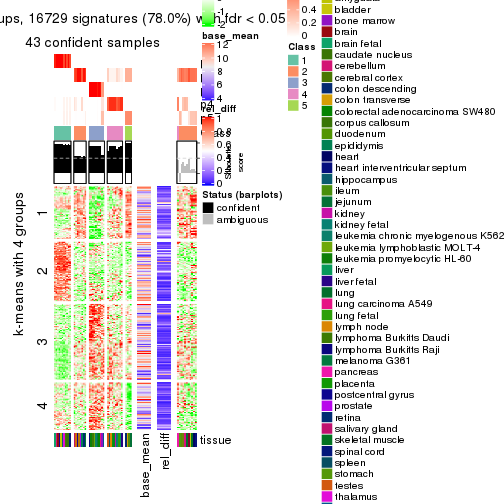 ups, 16729 signatures (78.0%) with fdr < 0.05
43 confident samples
k-means with 4 groups
1
2
3
4
base_mean
rel_diff
tissue
-2
base_mean
12
10
8
6
4
2
0
rel_diff
1
0.8
0.6
0.4
0.2
0
Silhouette
score
Status (barplots)
confident
ambiguous
0.4
0.2
0
Class
1
2
3
4
5
bladder
bone marrow
brain
brain fetal
caudate nucleus
cerebellum
cerebral cortex
colon descending
colon transverse
colorectal adenocarcinoma SW480
corpus callosum
duodenum
epididymis
heart
heart interventricular septum
hippocampus
ileum
jejunum
kidney
kidney fetal
leukemia chronic myelogenous K562
leukemia lymphoblastic MOLT-4
leukemia promyelocytic HL-60
liver
liver fetal
lung
lung carcinoma A549
lung fetal
lymph node
lymphoma Burkitts Daudi
lymphoma Burkitts Raji
melanoma G361
pancreas
placenta
postcentral gyrus
prostate
retina
salivary gland
skeletal muscle
spinal cord
spleen
stomach
testes
thalamus